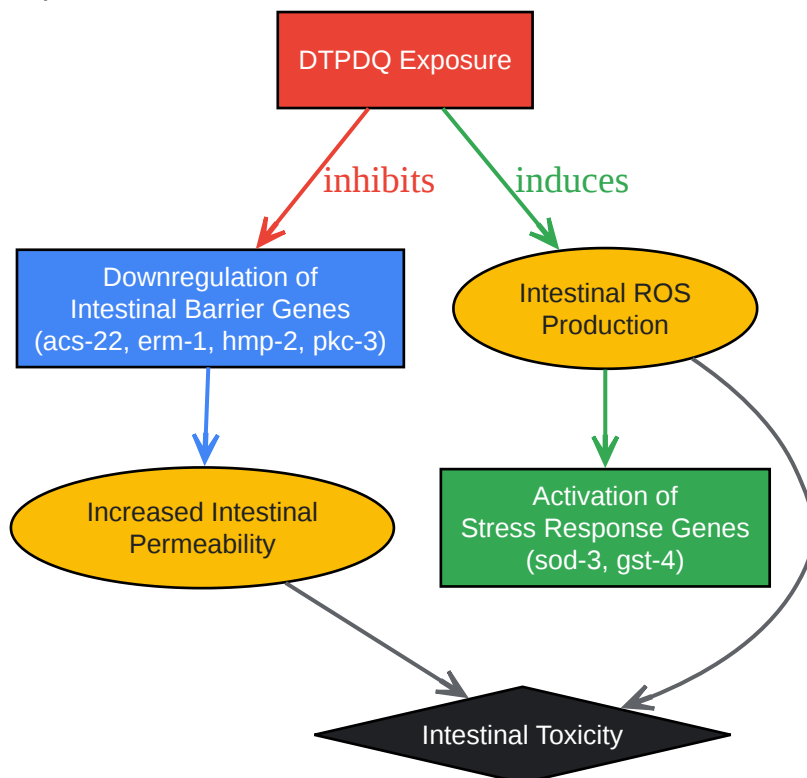 DTPDQ Exposure
inhibits
induces
Downregulation of
Intestinal Barrier Genes
(acs-22, erm-1, hmp-2, pkc-3)
Intestinal ROS
Production
Increased Intestinal
Permeability
Activation of
Stress Response Genes
(sod-3, gst-4)
Intestinal Toxicity